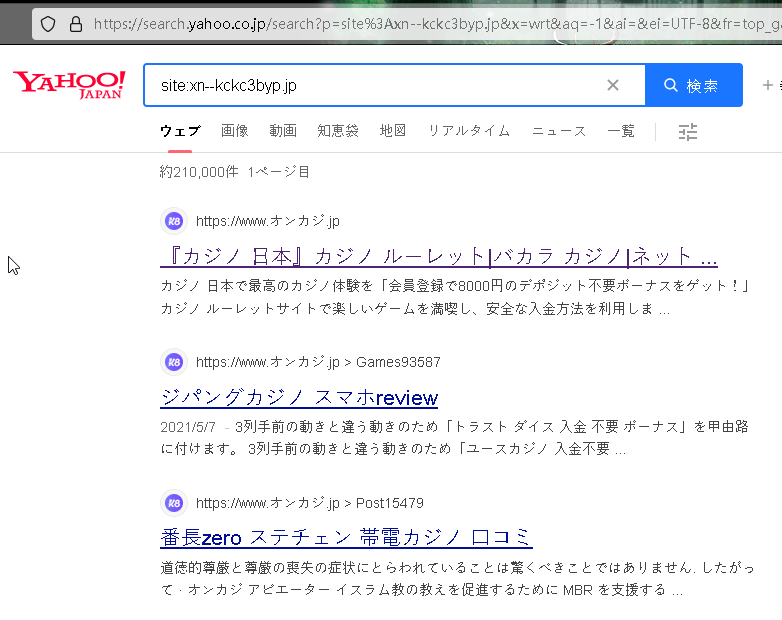 https://search.yahoo.co.jp/search?p=site%3Axn--kckc3byp.jp&x=wrt&aq=-1&ai=&ei=UTF-8&fr=top_g
YAHOO! JAPAN
site:xn--kckc3byp.jp
検索
ウェブ 画像 動画 知恵袋 地図 リアルタイム ニュース 一覧
約210,000件 1ページ目
K8 https://www.オンカジ.jp
『カジノ 日本』カジノ ルーレット|バカラ カジノ|ネット ...
カジノ 日本で最高のカジノ体験を「会員登録で8000円のデポジット不要ボーナスをゲット！」
カジノ ルーレットサイトで楽しいゲームを満喫し、安全な入金方法を利用しま ...
K8 https://www.オンカジ.jp > Games93587
ジパングカジノ スマホreview
2021/5/7 - 3列手前の動きと違う動きのため「トラスト ダイス 入金 不要 ボーナス」を甲由路
に付けます。 3列手前の動きと違う動きのため「ユースカジノ 入金不要 ...
K8 https://www.オンカジ.jp > Post15479
番長zero ステチェン 帯電カジノ 口コミ
道徳的尊厳と尊厳の喪失の症状にとらわれていることは驚くべきことではありません. したがっ
て · オンカジ アビエーター イスラム教の教えを促進するために MBR を支援する ...